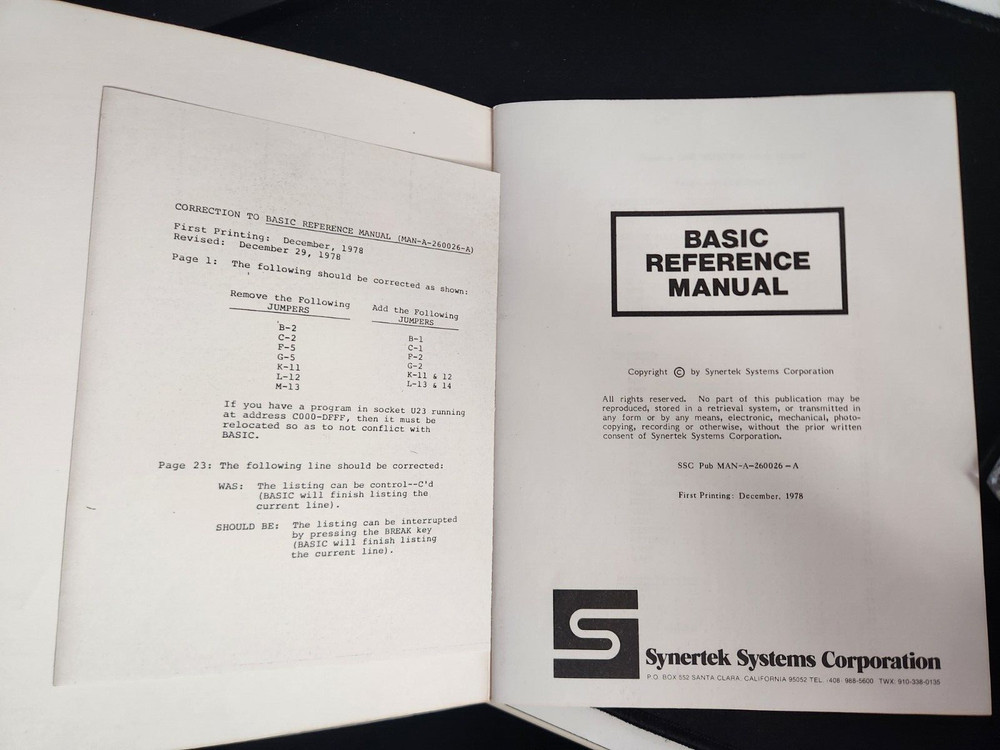 CORRECTION TO BASIC REFERENCE MANUAL (MAN-A-260026-A)
First Printing: December, 1978
Revised: December 29, 1978
Page 1: The following should be corrected as shown:
Remove the Following Add the Following
JUMPERS JUMPERS
B-2 B-1
C-2 C-1
F-5 F-2
G-5 G-2
K-11 K-11 & 12
L-12 L-13 & 14
M-13
If you have a program in socket U23 running
at address C000-DFFF, then it must be
relocated so as to not conflict with
BASIC.
Page 23: The following line should be corrected:
WAS: The listing can be control--C'd
(BASIC will finish listing the
current line).
SHOULD BE: The listing can be interrupted
by pressing the BREAK key
(BASIC will finish listing
the current line).
BASIC
REFERENCE
MANUAL
Copyright © by Synertek Systems Corporation
All rights reserved. No part of this publication may be
reproduced, stored in a retrieval system, or transmitted in
any form or by any means, electronic, mechanical, photo-
copying, recording or otherwise, without the prior written
consent of Synertek Systems Corporation.
SSC Pub MAN-A-260026-A
First Printing: December, 1978
S
Synertek Systems Corporation
P.O. BOX 552 SANTA CLARA, CALIFORNIA 95052 TEL. (408) 988-5600 TWX: 910-338-0135